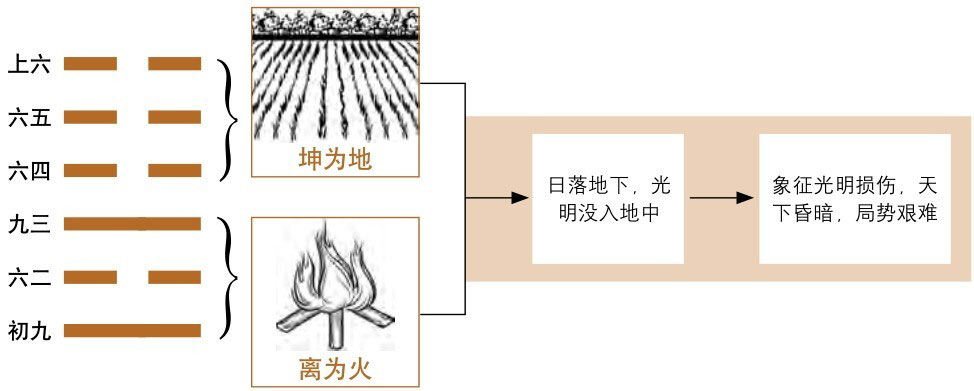 上六
六五
六四
九三
六二
初九
坤为地
离为火
日落地下，光
明没入地中
象征光明损伤，天
下昏暗，局势艰难